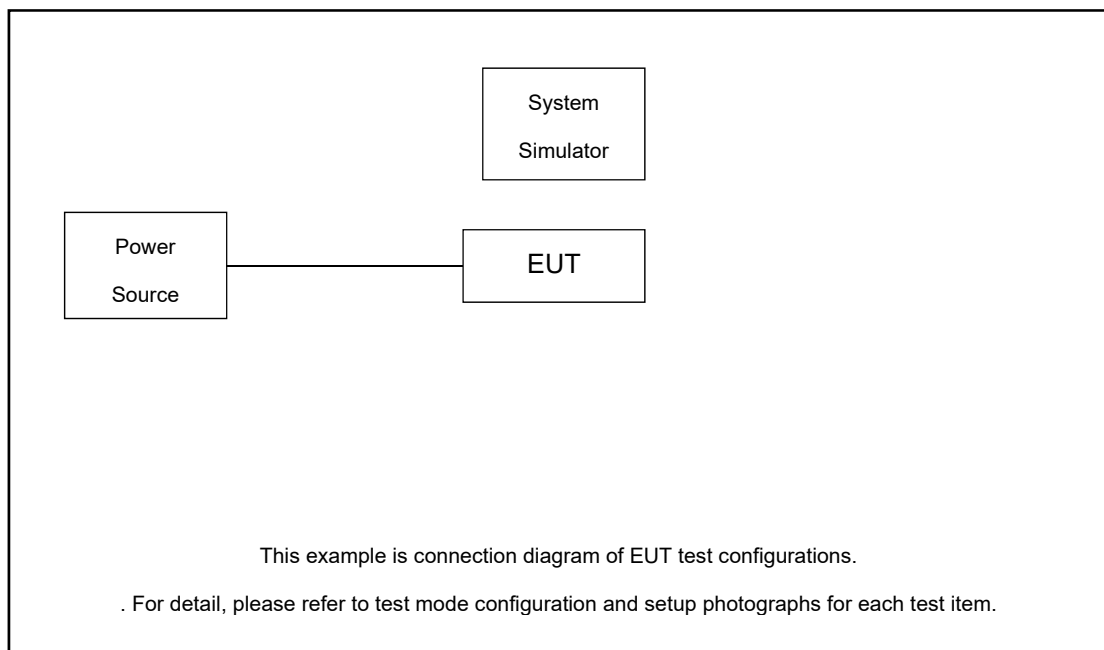 System
Simulator
Power
Source
EUT
This example is connection diagram of EUT test configurations.
. For detail, please refer to test mode configuration and setup photographs for each test item.